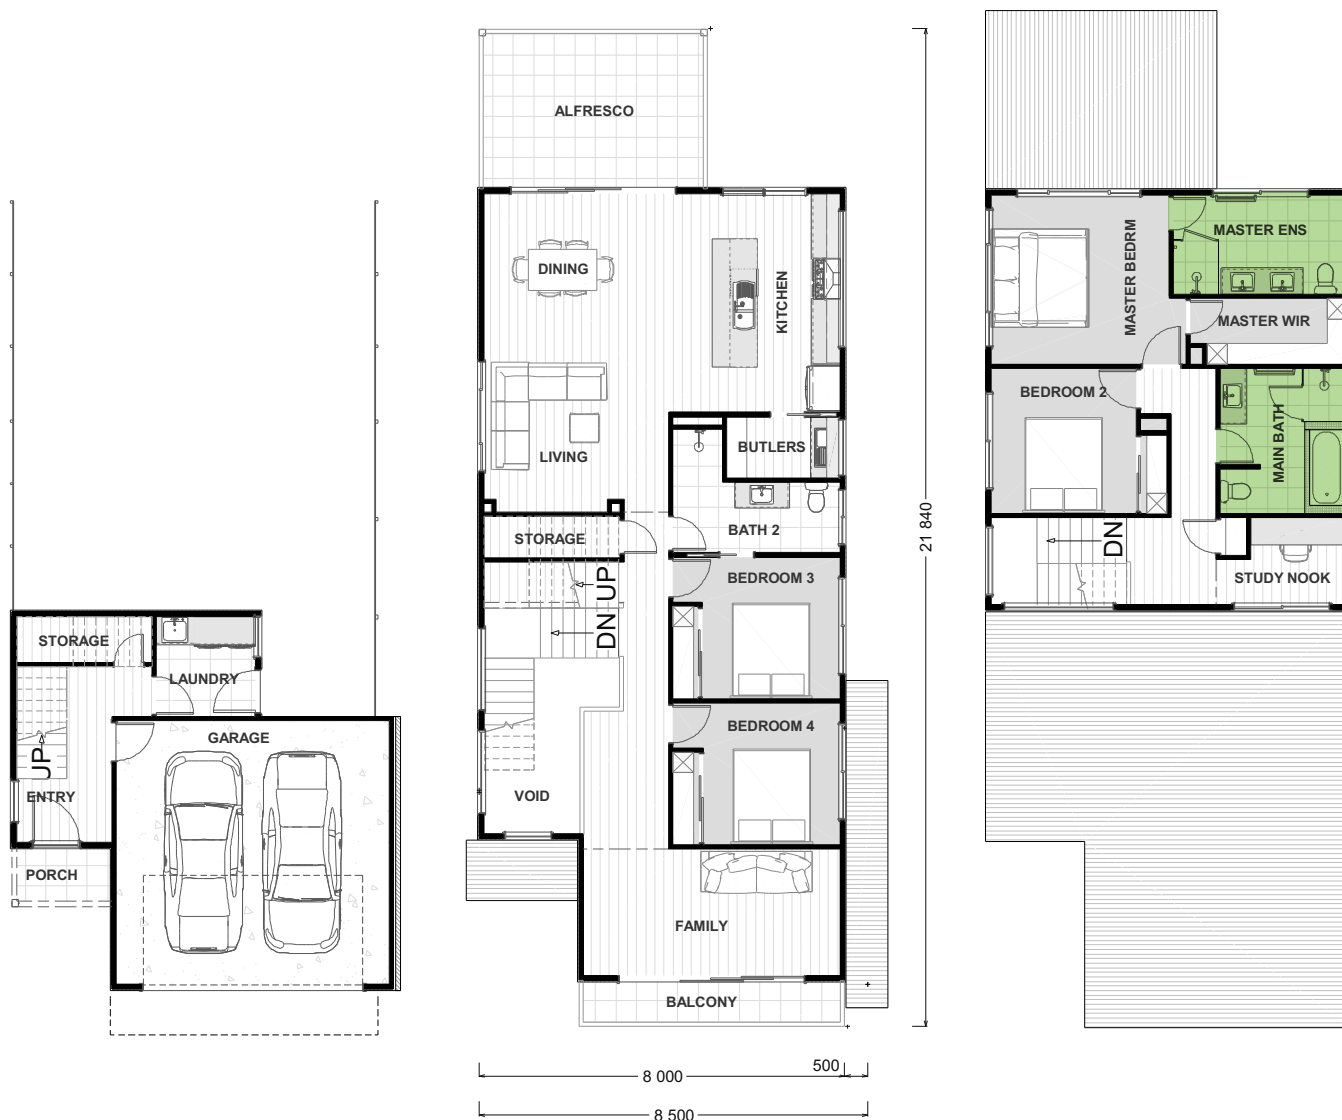 STORAGE
LAUNDRY
GARAGE
UP
ENTRY
PORCH
ALFRESCO
DINING
KITCHEN
LIVING
BUTLERS
STORAGE
BATH 2
UP
DN
BEDROOM 3
BEDROOM 4
VOID
FAMILY
BALCONY
21 840
500
8 000
8 500
MASTER ENS
MASTER BEDRM
MASTER WIR
BEDROOM 2
MAIN BATH
DN
STUDY NOOK